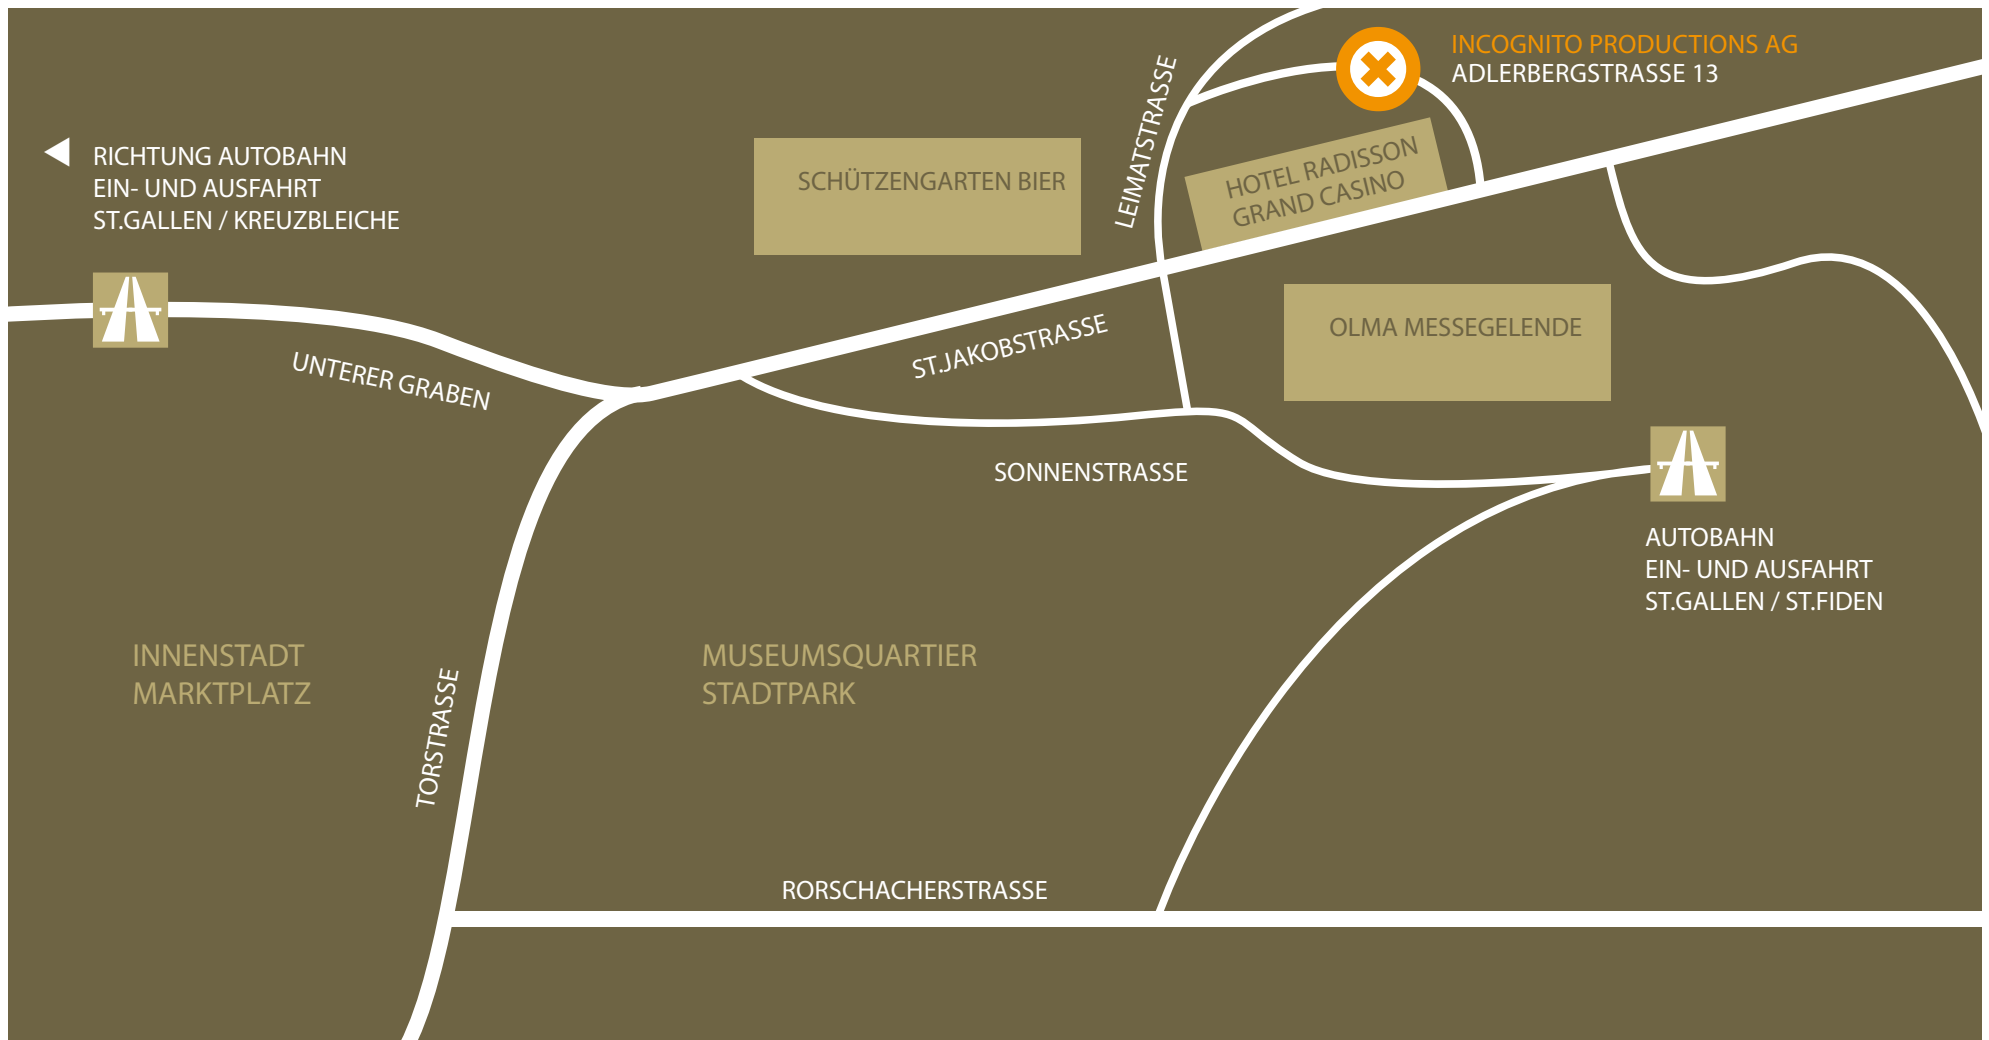 INCOGNITO PRODUCTIONS AG
ADLERBERGSTRASSE 13
LEIMATSTRASSE
RICHTUNG AUTOBAHN
EIN- UND AUSFAHRT
ST.GALLEN / KREUZBLEICHE
SCHÜTZENGARTEN BIER
HOTEL RADISSON
GRAND CASINO
OLMA MESSEGELENDE
ST.JAKOBSTRASSE
UNTERER GRABEN
SONNENSTRASSE
AUTOBAHN
EIN- UND AUSFAHRT
ST.GALLEN / ST.FIDEN
INNENSTADT
MARKTPLATZ
MUSEUMSQUARTIER
STADTPARK
TORSTRASSE
RORSCHACHERSTRASSE